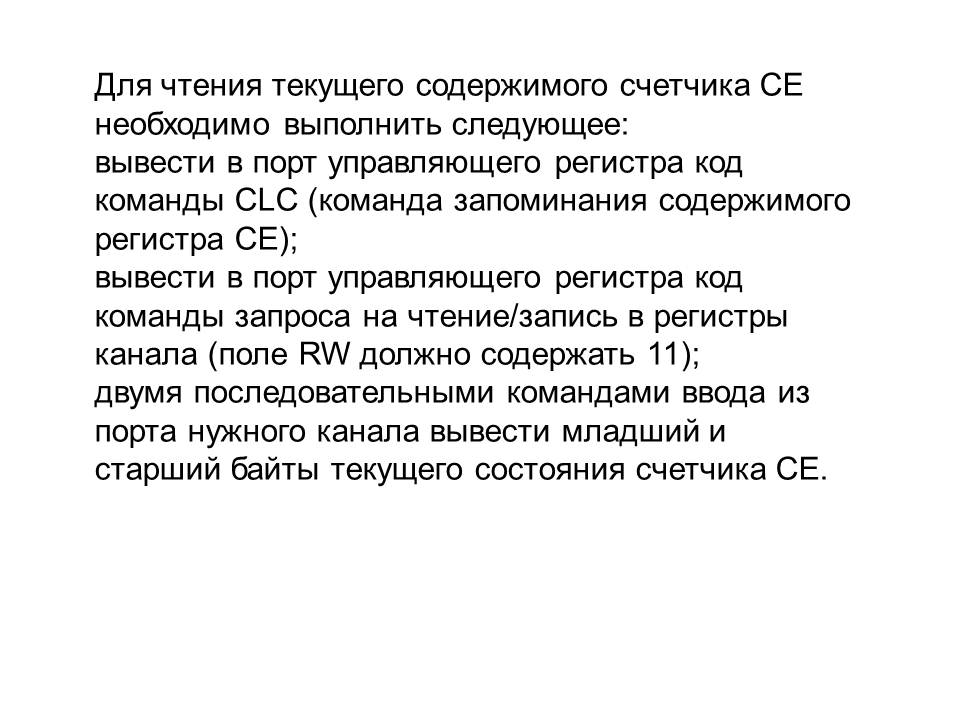 Для чтения текущего содержимого счетчика CE
необходимо выполнить следующее:
вывести в порт управляющего регистра код
команды CLC (команда запоминания содержимого
регистра CE);
вывести в порт управляющего регистра код
команды запроса на чтение/запись в регистры
канала (поле RW должно содержать 11);
двумя последовательными командами ввода из
порта нужного канала вывести младший и
старший байты текущего состояния счетчика CE.